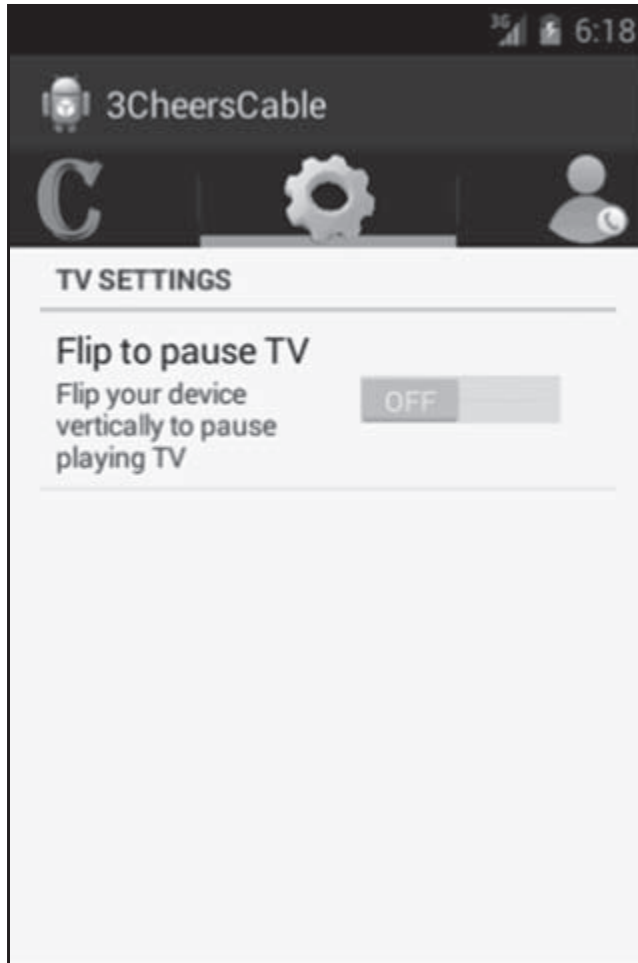 3G 6:18
3CheersCable
C
TV SETTINGS
Flip to pause TV
Flip your device
vertically to pause
playing TV
OFF